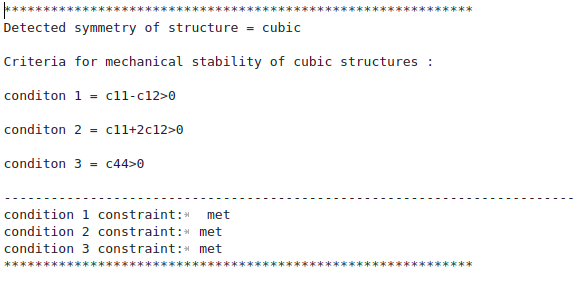 ************************************************************
Detected symmetry of structure = cubic
Criteria for mechanical stability of cubic structures :
conditon 1 = c11-c12>0
conditon 2 = c11+2c12>0
conditon 3 = c44>0
-------------------------------------------------------------------------
condition 1 constraint:* met
condition 2 constraint:* met
condition 3 constraint:* met
************************************************************